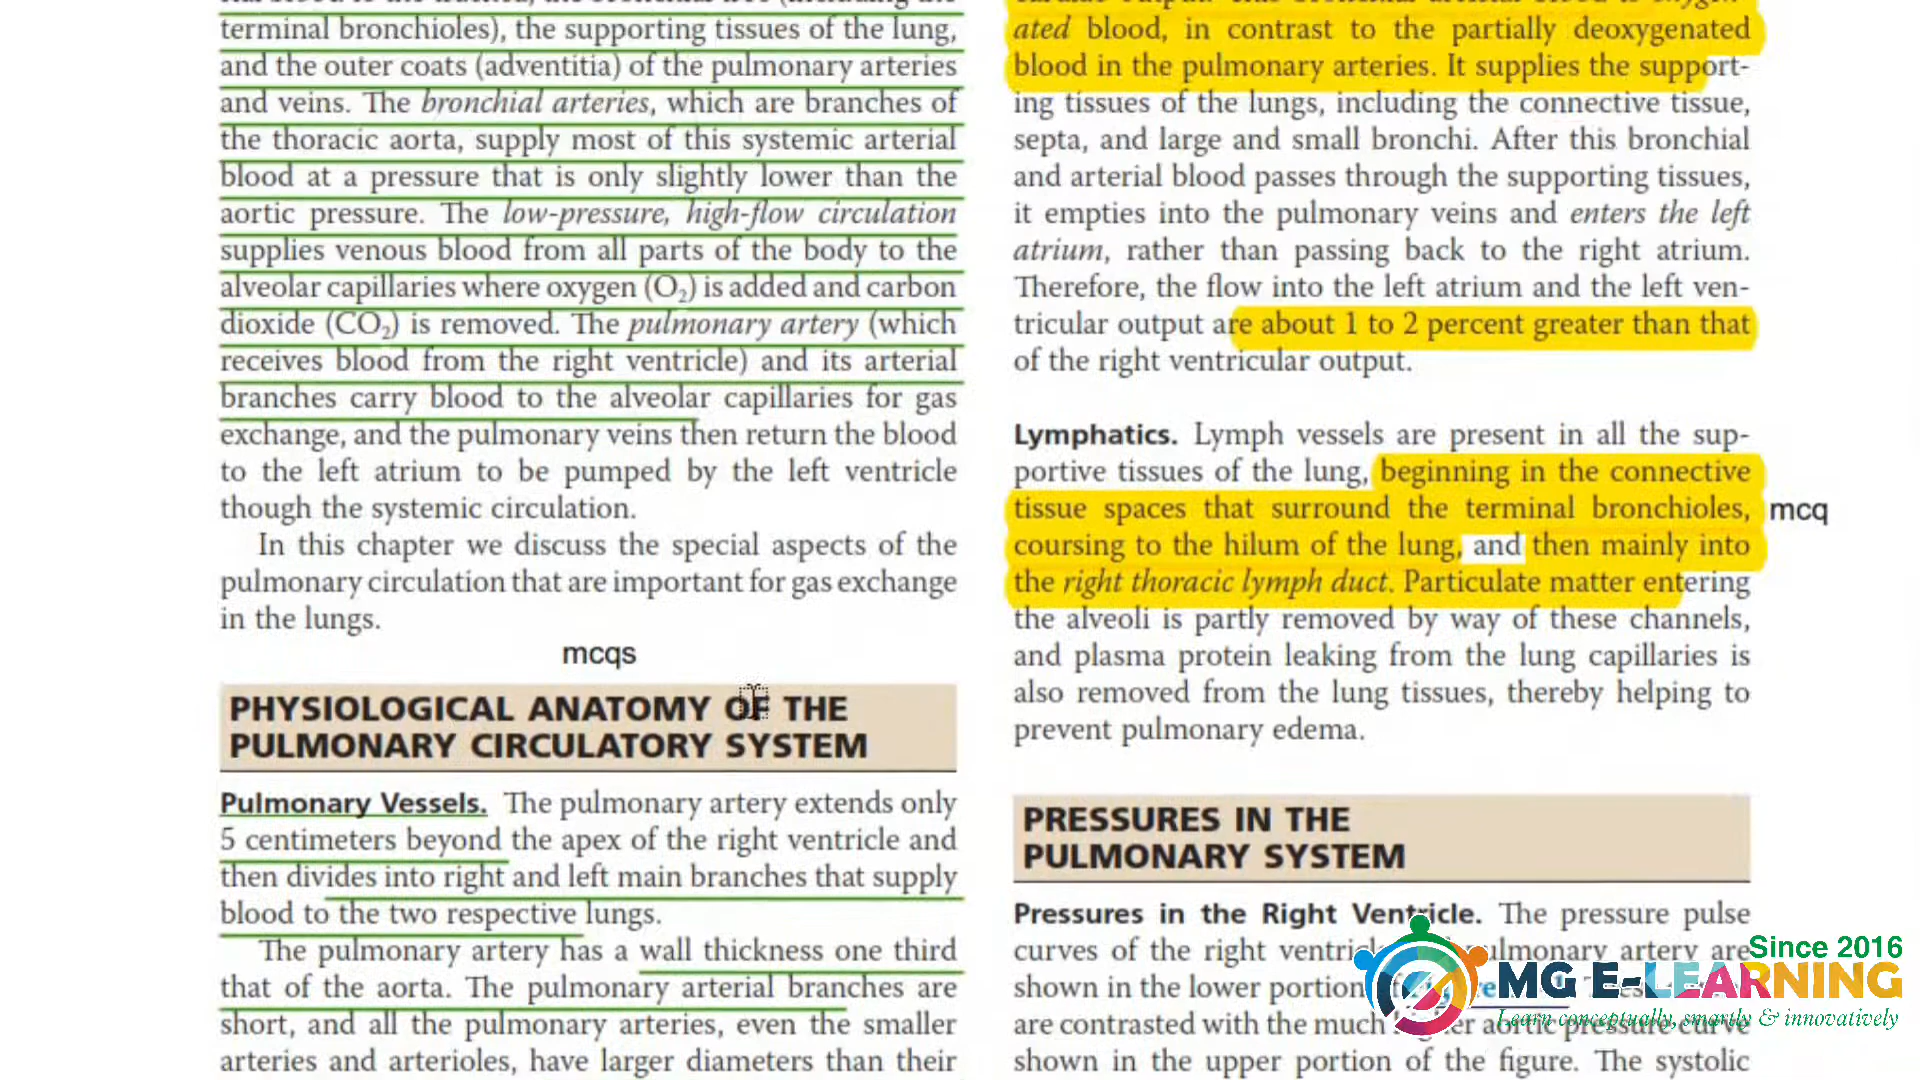 terminal bronchioles), the supporting tissues of the lung,
and the outer coats (adventitia) of the pulmonary arteries
and veins. The bronchial arteries, which are branches of
the thoracic aorta, supply most of this systemic arterial
blood at a pressure that is only slightly lower than the
aortic pressure. The low-pressure, high-flow circulation
supplies venous blood from all parts of the body to the
alveolar capillaries where oxygen (O₂) is added and carbon
dioxide (CO₂) is removed. The pulmonary artery (which
receives blood from the right ventricle) and its arterial
branches carry blood to the alveolar capillaries for gas
exchange, and the pulmonary veins then return the blood
to the left atrium to be pumped by the left ventricle
though the systemic circulation.
In this chapter we discuss the special aspects of the
pulmonary circulation that are important for gas exchange
in the lungs.
mcqs
PHYSIOLOGICAL ANATOMY OF THE
PULMONARY CIRCULATORY SYSTEM
Pulmonary Vessels. The pulmonary artery extends only
5 centimeters beyond the apex of the right ventricle and
then divides into right and left main branches that supply
blood to the two respective lungs.
The pulmonary artery has a wall thickness one third
that of the aorta. The pulmonary arterial branches are
short, and all the pulmonary arteries, even the smaller
arteries and arterioles, have larger diameters than their
ated blood, in contrast to the partially deoxygenated
blood in the pulmonary arteries. It supplies the support-
ing tissues of the lungs, including the connective tissue,
septa, and large and small bronchi. After this bronchial
and arterial blood passes through the supporting tissues,
it empties into the pulmonary veins and enters the left
atrium, rather than passing back to the right atrium.
Therefore, the flow into the left atrium and the left ven-
tricular output are about 1 to 2 percent greater than that
of the right ventricular output.
Lymphatics. Lymph vessels are present in all the sup-
portive tissues of the lung, beginning in the connective
tissue spaces that surround the terminal bronchioles,
mcq
coursing to the hilum of the lung, and then mainly into
the right thoracic lymph duct. Particulate matter entering
the alveoli is partly removed by way of these channels,
and plasma protein leaking from the lung capillaries is
also removed from the lung tissues, thereby helping to
prevent pulmonary edema.
PRESSURES IN THE
PULMONARY SYSTEM
Pressures in the Right Ventricle. The pressure pulse
curves of the right pulmonary artery are
shown in the lower portion
are contrasted with the much aortic pressure curve
shown in the upper portion of the figure. The systolic
Since 2016
MG E-LEARNING
Learn conceptually, smartly & innovatively